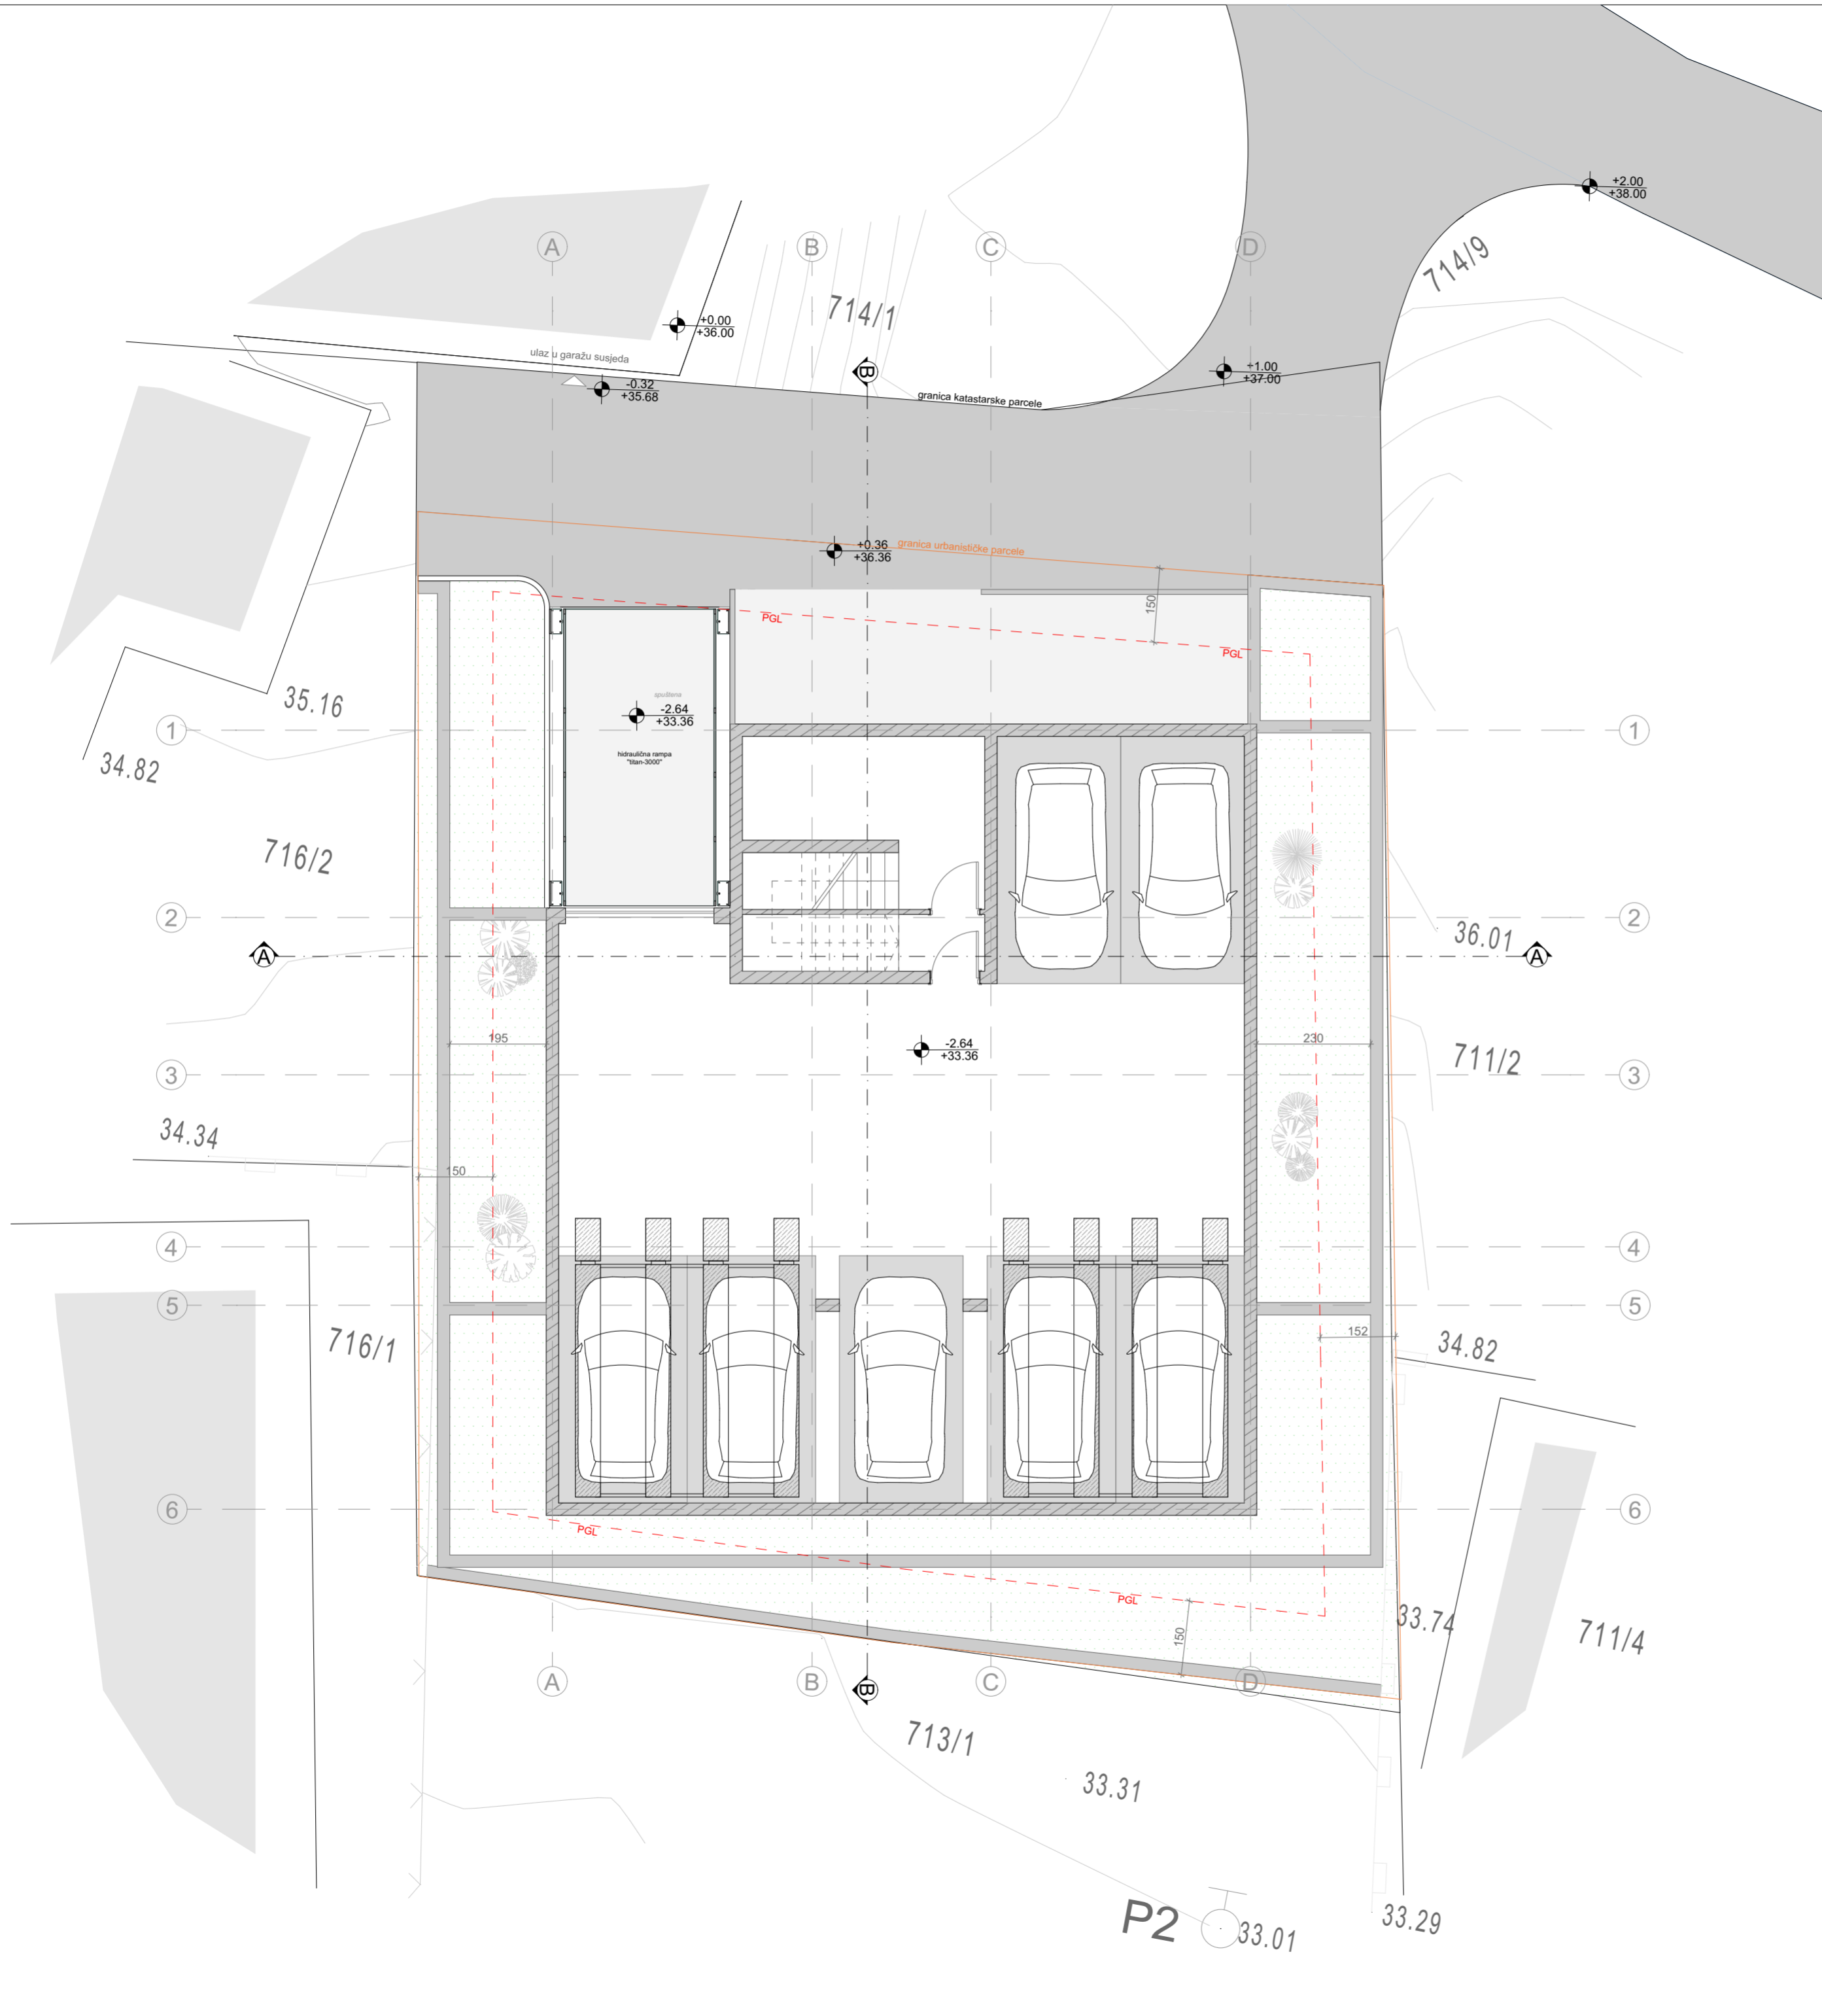 +2.00
+38.00
A
B
C
D
714/9
714/1
+0.00
+36.00
ulaz u garažu susjeda
-0.32
+35.68
B
+1.00
+37.00
granica katastarske parcele
+0.36
+36.36
granica urbanističke parcele
150
PGL
PGL
35.16
spuštena
-2.64
+33.36
1
1
hidraulična rampa
"titan-3000"
34.82
716/2
2
2
36.01
A
A
195
-2.64
+33.36
230
711/2
3
3
34.34
150
4
4
5
5
716/1
152
34.82
6
6
PGL
PGL
150
33.74
711/4
A
B
B
C
D
713/1
33.31
P2
33.01
33.29